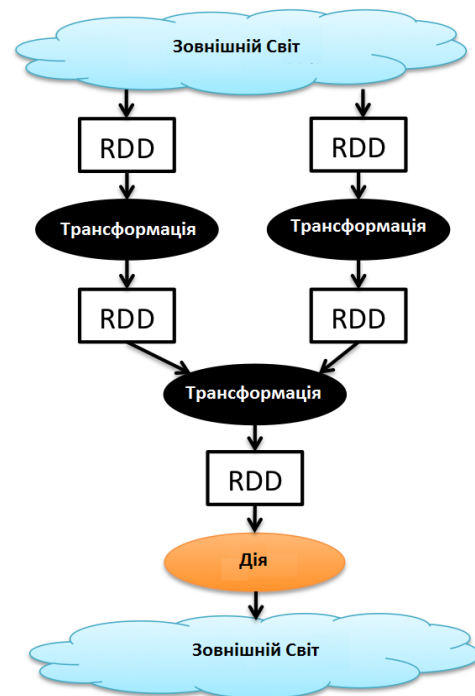 Зовнішній Світ
RDD
RDD
Трансформація
Трансформація
RDD
RDD
Трансформація
RDD
Дія
Зовнішній Світ